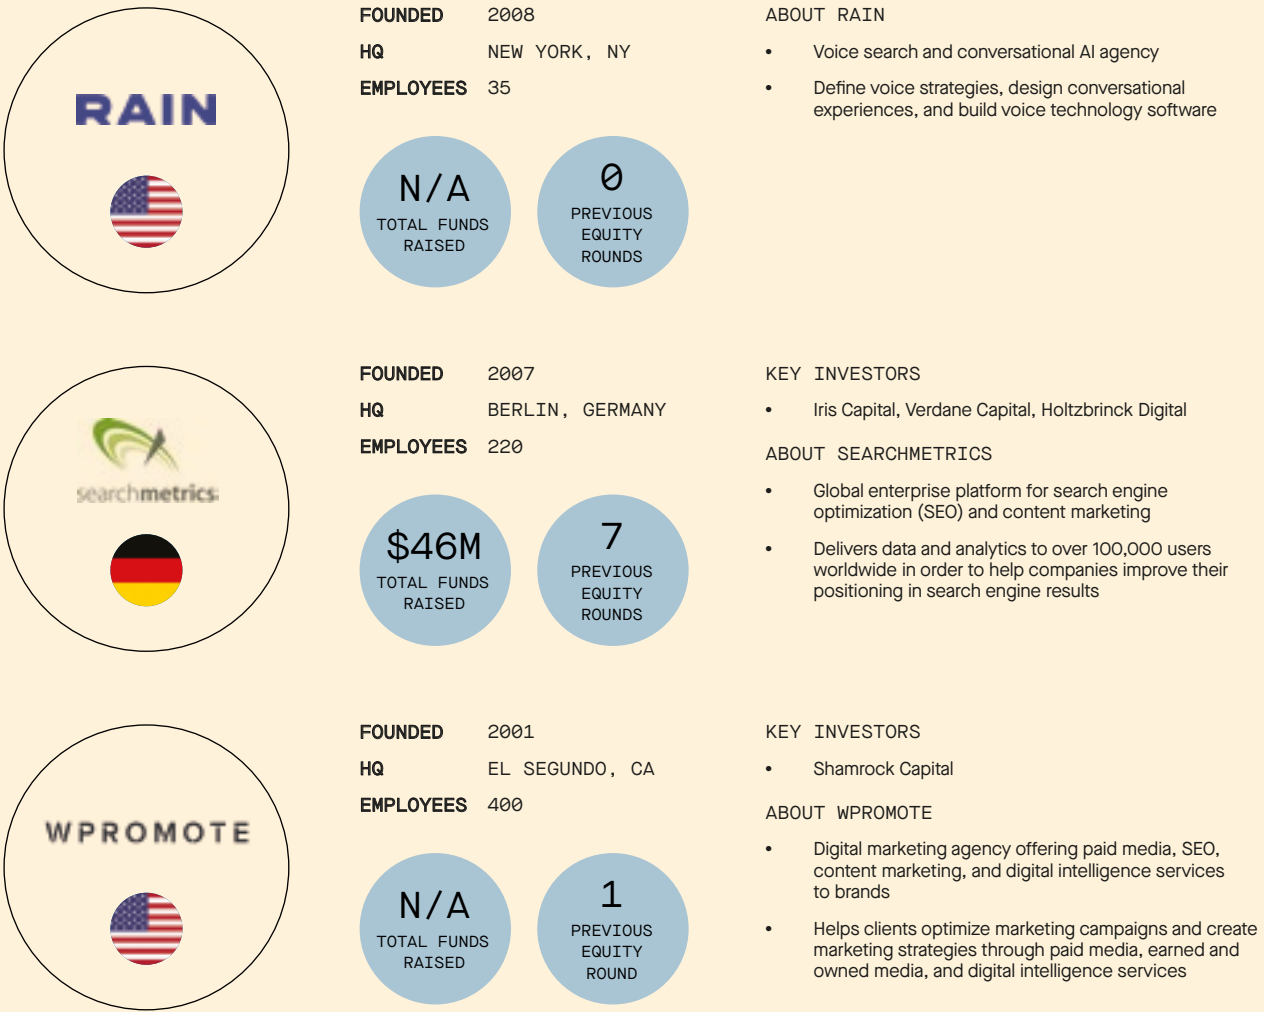 RAIN
FOUNDED 2008
HQ NEW YORK, NY
EMPLOYEES 35
N/A
TOTAL FUNDS
RAISED
0
PREVIOUS
EQUITY
ROUNDS
ABOUT RAIN
• Voice search and conversational AI agency
• Define voice strategies, design conversational
experiences, and build voice technology software
searchmetrics
FOUNDED 2007
HQ BERLIN, GERMANY
EMPLOYEES 220
$46M
TOTAL FUNDS
RAISED
7
PREVIOUS
EQUITY
ROUNDS
KEY INVESTORS
• Iris Capital, Verdane Capital, Holtzbrinck Digital
ABOUT SEARCHMETRICS
• Global enterprise platform for search engine
optimization (SEO) and content marketing
• Delivers data and analytics to over 100,000 users
worldwide in order to help companies improve their
positioning in search engine results
WPROMOTE
FOUNDED 2001
HQ EL SEGUNDO, CA
EMPLOYEES 400
N/A
TOTAL FUNDS
RAISED
1
PREVIOUS
EQUITY
ROUND
KEY INVESTORS
• Shamrock Capital
ABOUT WPROMOTE
• Digital marketing agency offering paid media, SEO,
content marketing, and digital intelligence services
to brands
• Helps clients optimize marketing campaigns and create
marketing strategies through paid media, earned and
owned media, and digital intelligence services